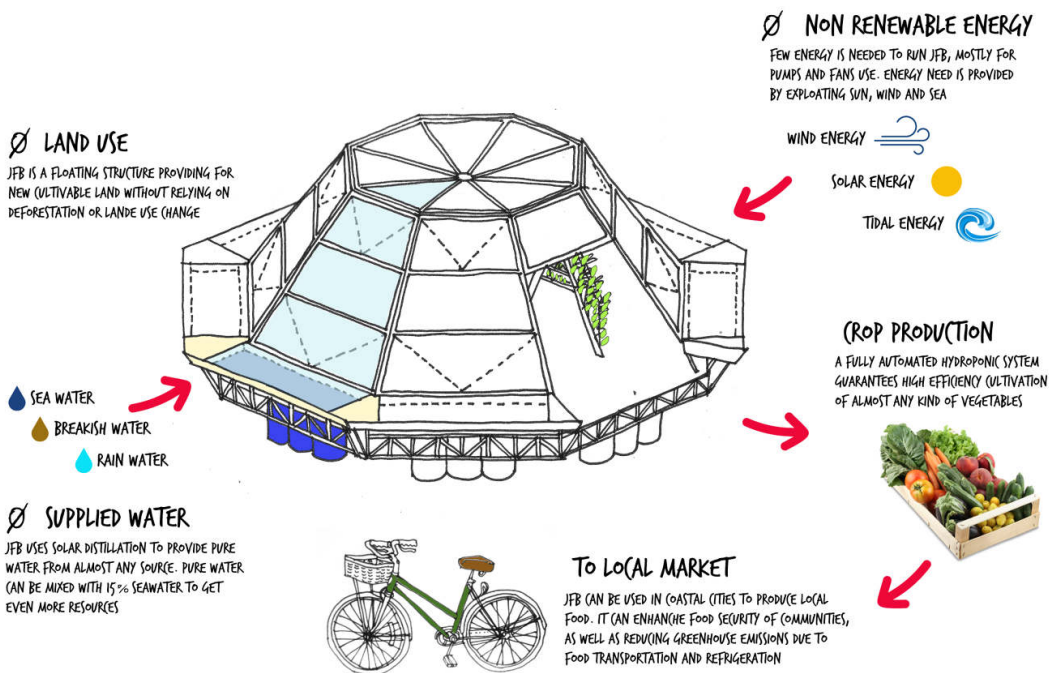 Ø NON RENEWABLE ENERGY
FEW ENERGY IS NEEDED TO RUN JFB, MOSTLY FOR
PUMPS AND FANS USE. ENERGY NEED IS PROVIDED
BY EXPLOATING SUN, WIND AND SEA
WIND ENERGY
SOLAR ENERGY
TIDAL ENERGY
Ø LAND USE
JFB IS A FLOATING STRUCTURE PROVIDING FOR
NEW CULTIVABLE LAND WITHOUT RELYING ON
DEFORESTATION OR LANDE USE CHANGE
CROP PRODUCTION
A FULLY AUTOMATED HYDROPONIC SYSTEM
GUARANTEES HIGH EFFICIENCY CULTIVATION
OF ALMOST ANY KIND OF VEGETABLES
SEA WATER
BREAKISH WATER
RAIN WATER
Ø SUPPLIED WATER
JFB USES SOLAR DISTILLATION TO PROVIDE PURE
WATER FROM ALMOST ANY SOURCE. PURE WATER
CAN BE MIXED WITH 15% SEAWATER TO GET
EVEN MORE RESOURCES
TO LOCAL MARKET
JFB CAN BE USED IN COASTAL CITIES TO PRODUCE LOCAL
FOOD. IT CAN ENHANCHE FOOD SECURITY OF COMMUNITIES,
AS WELL AS REDUCING GREENHOUSE EMISSIONS DUE TO
FOOD TRANSPORTATION AND REFRIGERATION